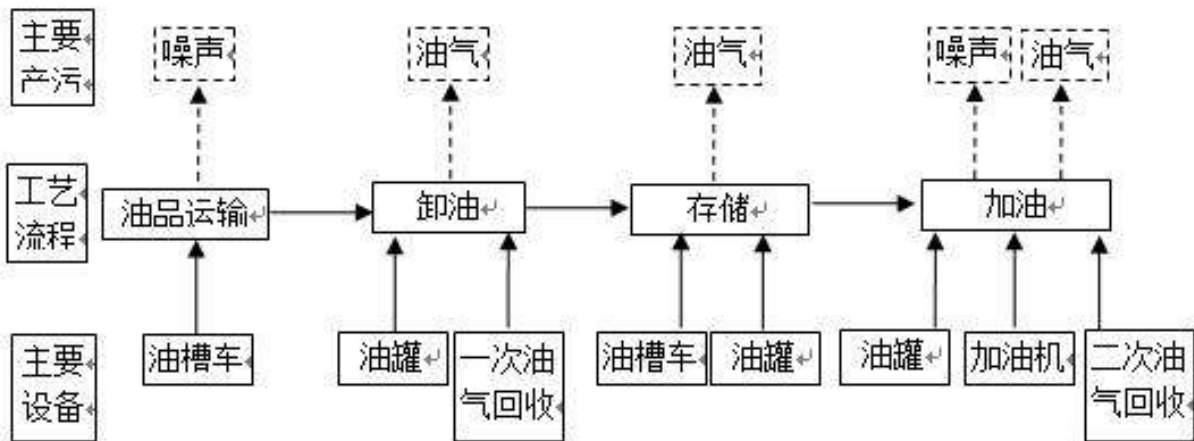 主要
产污
噪声
油气
油气
噪声
油气
工艺
流程
油品运输
卸油
存储
加油
主要
设备
油槽车
油罐
一次油
气回收
油槽车
油罐
油罐
加油机
二次油
气回收